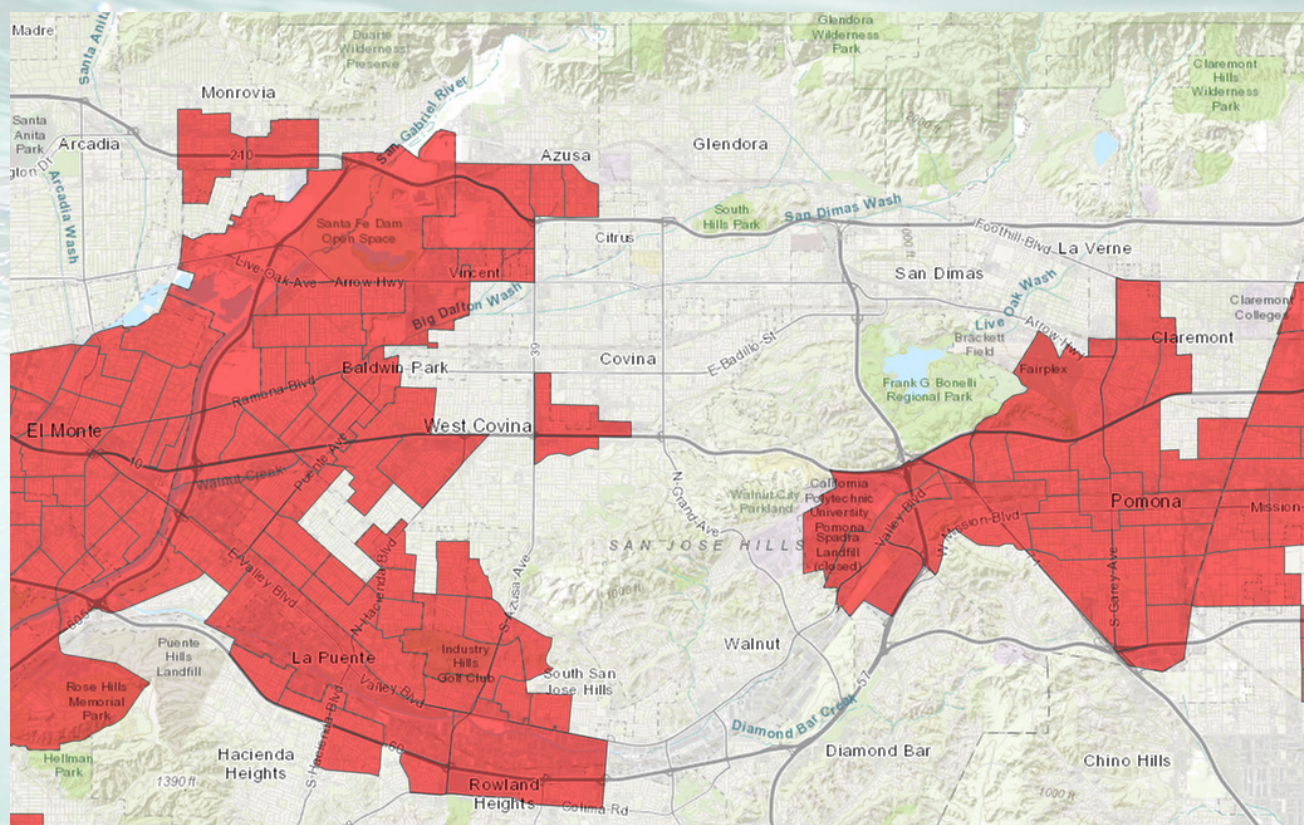 Madre
Santa Anita
Duarte
Wilderness
Preserve
Glendora
Wilderness
Park
Claremont
Hills
Wilderness
Park
Monrovia
San Gabriel River
2000 ft
Santa
Anita
Park
Arcadia
210
Azusa
Glendora
gton Dr
Arcadia Wash
Santa Fe Dam
Open Space
South
Hills Park
San Dimas Wash
Citrus
Foothill-Blvd
La Verne
Live-Oak-Ave
Arrow Hwy
Vincent
San Dimas
Big Dalton Wash
Live Oak Wash
Claremont
Colleges
Arrow-Hwy
Brackett
Field
Claremont
39
Covina
E-Badillo-St
Baldwin Park
Fairplex
Frank G Bonelli
Regional Park
Ramona-Blvd
El Monte
West Covina
10
Walnut-Creek
Puente-Ave
N-Grand-Ave
Walnut City
Parkland
California
Polytechnic
University
Pomona
Spadra
Landfill
(closed)
Valley-Blvd
W-Mission-Blvd
Pomona
Mission-
SAN JOSE HILLS
E-Valley-Blvd
N-Hacienda-Blvd
S-Azusa-Ave
1000 ft
S-Garey-Ave
605
Puente
Hills
Landfill
La Puente
Industry
Hills
Golf Club
Walnut
Rose Hills
Memorial
Park
Valley Blvd
South San
Jose Hills
57
Diamond Bar Creek
Hellman
Park
Hacienda
Heights
S-Hacienda-Blvd
60
Diamond Bar
Chino Hills
1390 ft
Rowland
Heights
Colima-Rd
1000 ft